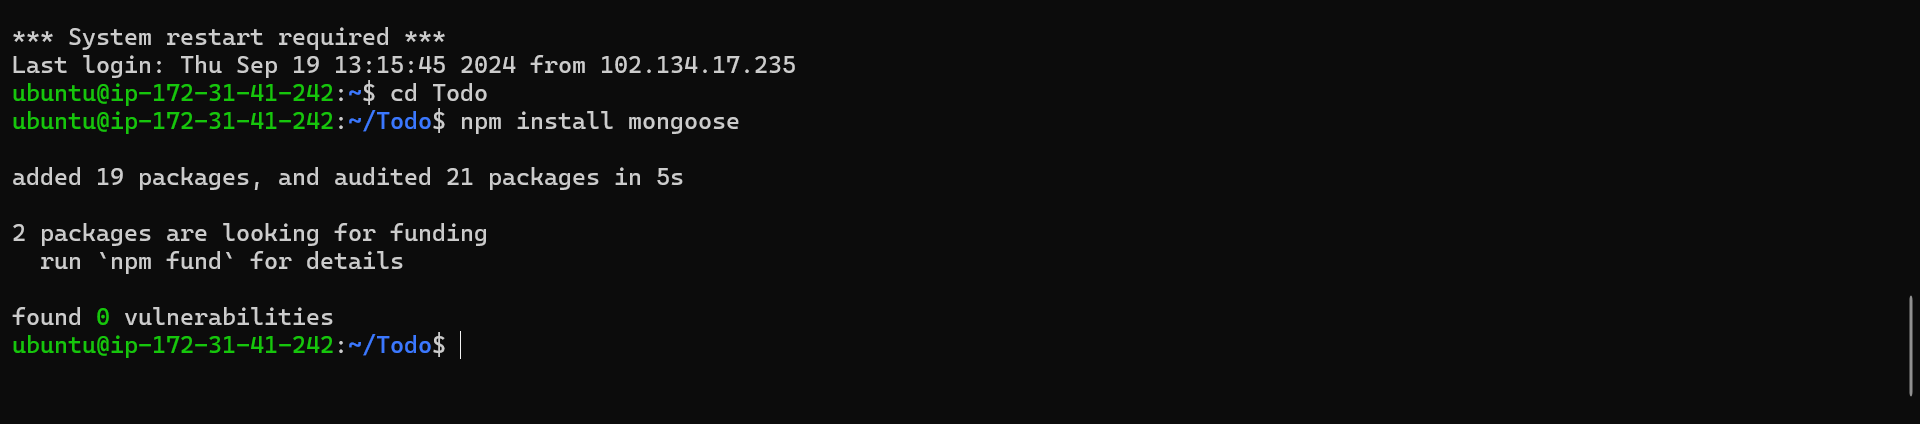 *** System restart required ***
Last login: Thu Sep 19 13:15:45 2024 from 102.134.17.235
ubuntu@ip-172-31-41-242:~$ cd Todo
ubuntu@ip-172-31-41-242:~/Todo$ npm install mongoose
added 19 packages, and audited 21 packages in 5s
2 packages are looking for funding
  run `npm fund` for details
found 0 vulnerabilities
ubuntu@ip-172-31-41-242:~/Todo$